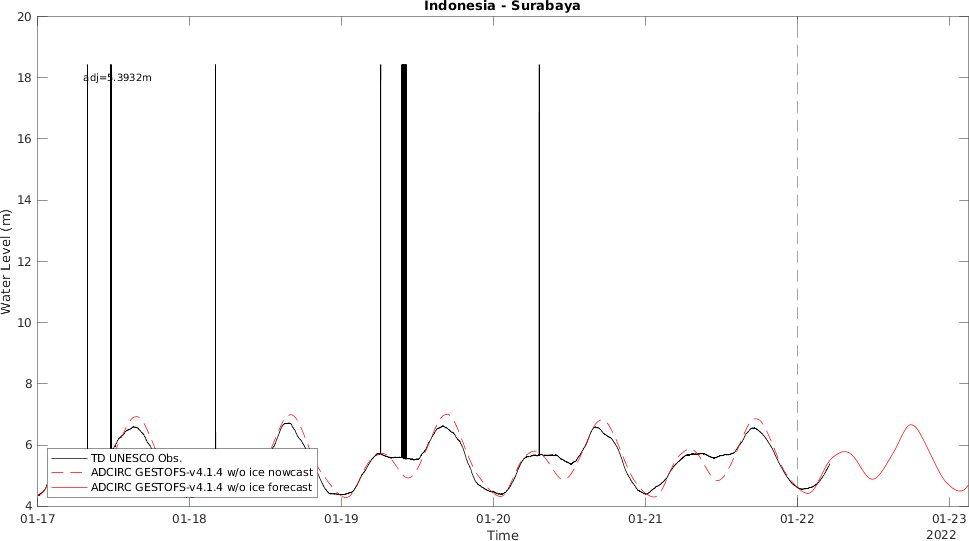 Indonesia - Surabaya
20
18
16
14
12
10
8
6
4
Water Level (m)
adj=5.3932m
TD UNESCO Obs.
ADCIRC GESTOFS-v4.1.4 w/o ice nowcast
ADCIRC GESTOFS-v4.1.4 w/o ice forecast
01-17
01-18
01-19
01-20
01-21
01-22
01-23
Time
2022